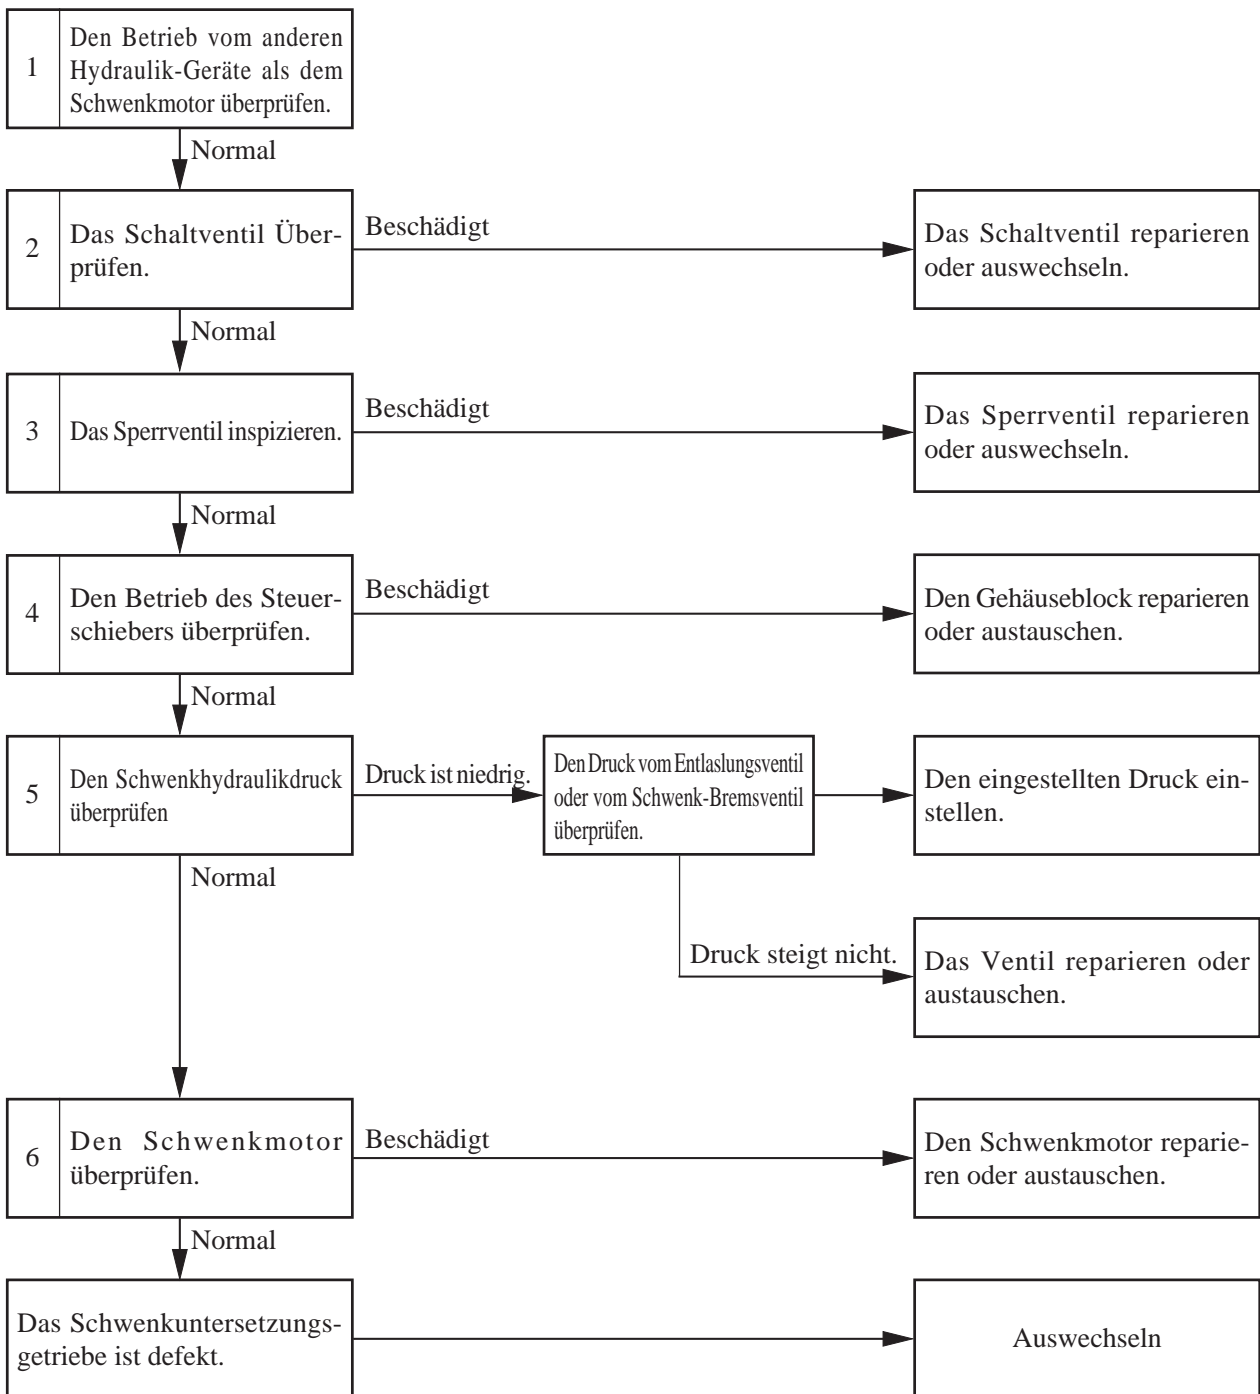 1
Den Betrieb vom anderen
Hydraulik-Geräte als dem
Schwenkmotor überprüfen.
Normal
2
Das Schaltventil Über-
prüfen.
Beschädigt
Das Schaltventil reparieren
oder auswechseln.
Normal
3
Das Sperrventil inspizieren.
Beschädigt
Das Sperrventil reparieren
oder auswechseln.
Normal
4
Den Betrieb des Steuer-
schiebers überprüfen.
Beschädigt
Den Gehäuseblock reparieren
oder austauschen.
Normal
5
Den Schwenkhydraulikdruck
überprüfen
Druck ist niedrig.
Den Druck vom Entlaslungsventil
oder vom Schwenk-Bremsventil
überprüfen.
Den eingestellten Druck ein-
stellen.
Normal
Druck steigt nicht.
Das Ventil reparieren oder
austauschen.
6
Den Schwenkmotor
überprüfen.
Beschädigt
Den Schwenkmotor reparie-
ren oder austauschen.
Normal
Das Schwenkuntersetzungs-
getriebe ist defekt.
Auswechseln